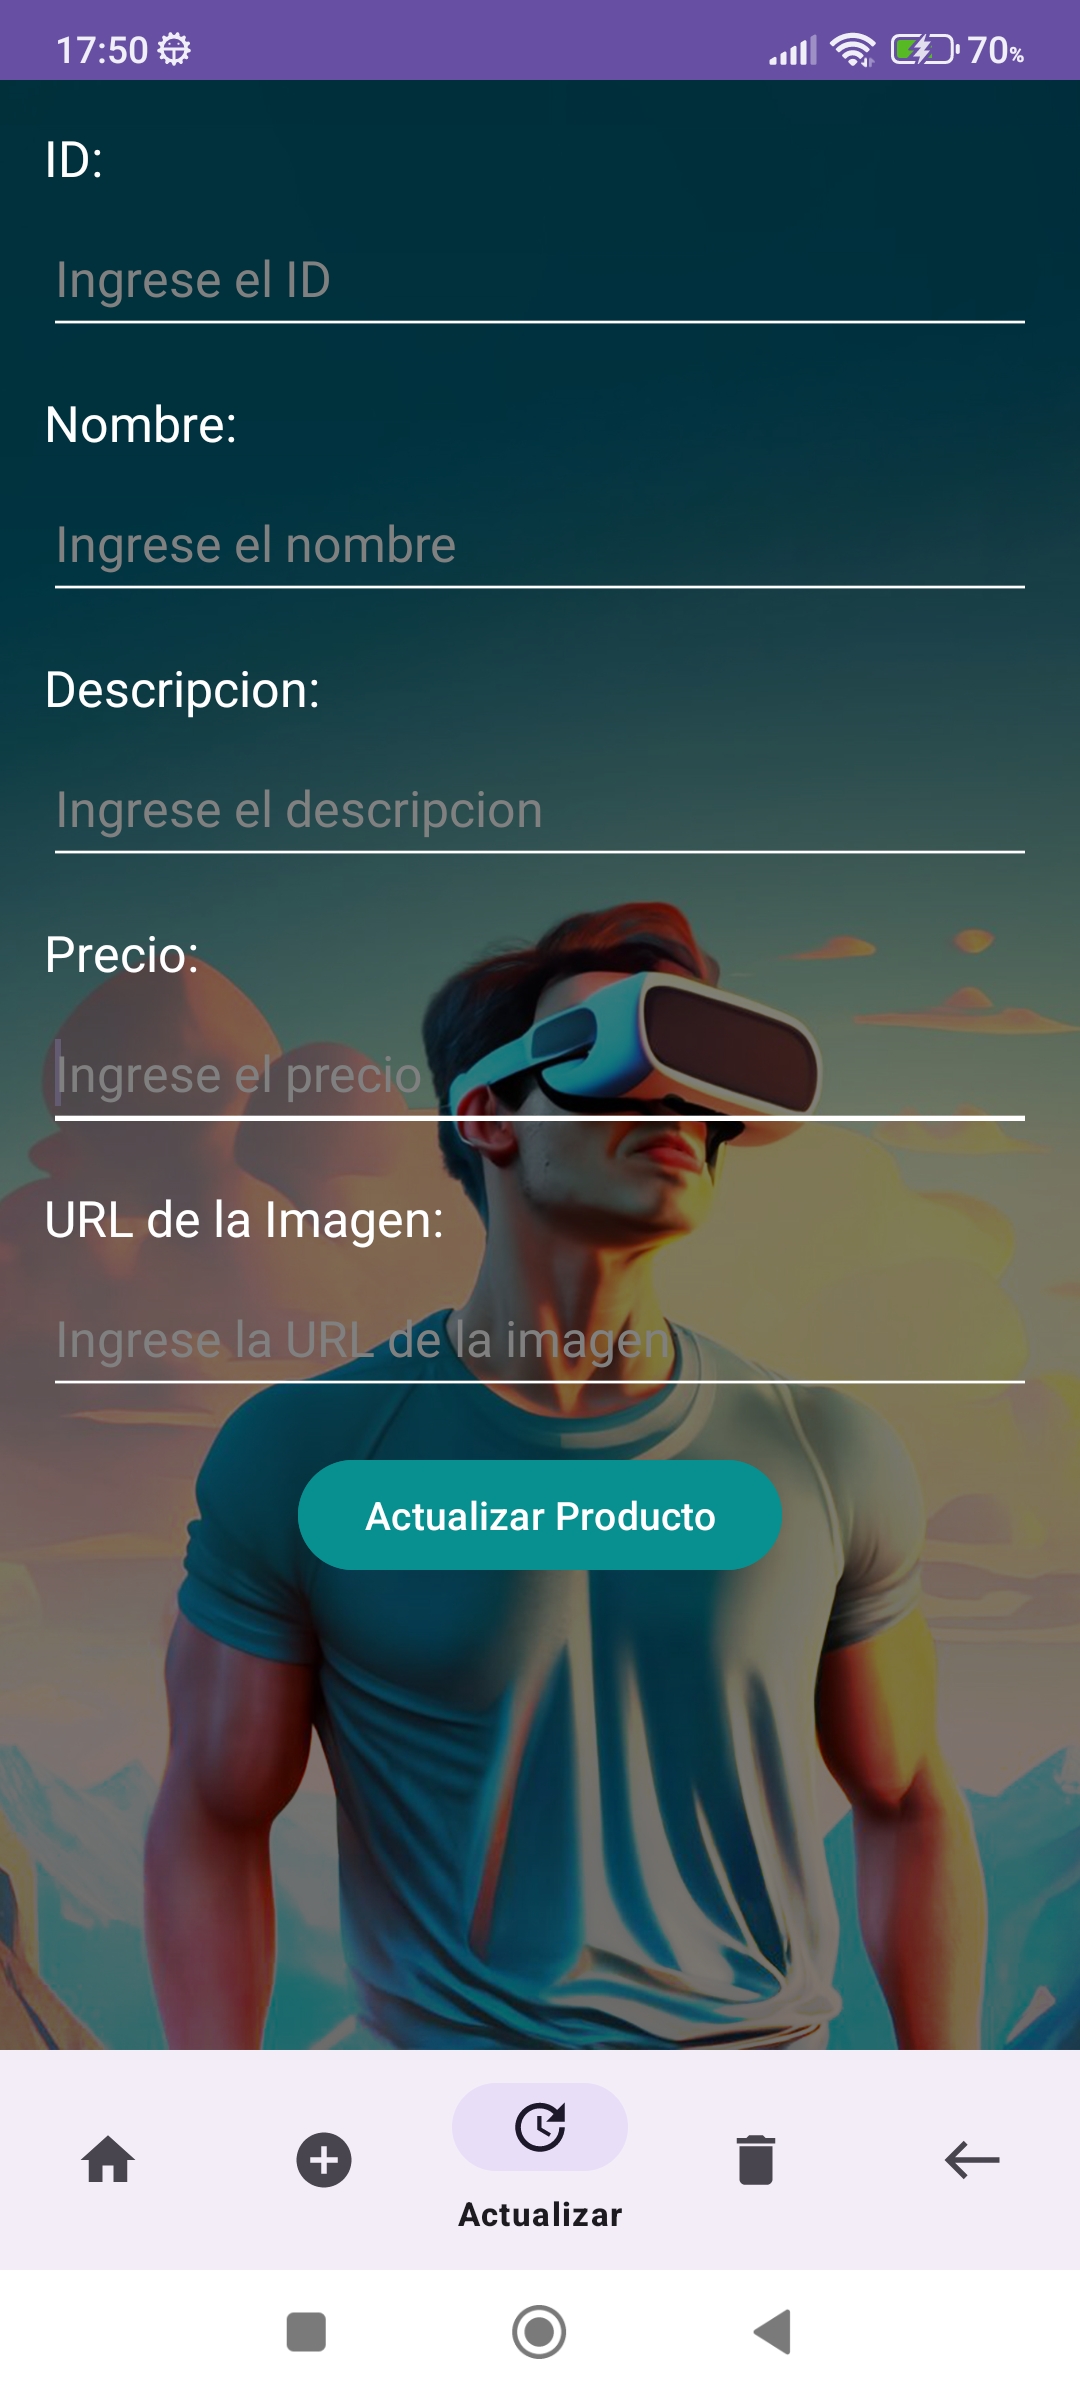 17:50
70%
ID:
Ingrese el ID
Nombre:
Ingrese el nombre
Descripcion:
Ingrese el descripcion
Precio:
Ingrese el precio
URL de la Imagen:
Ingrese la URL de la imagen
Actualizar Producto
Actualizar